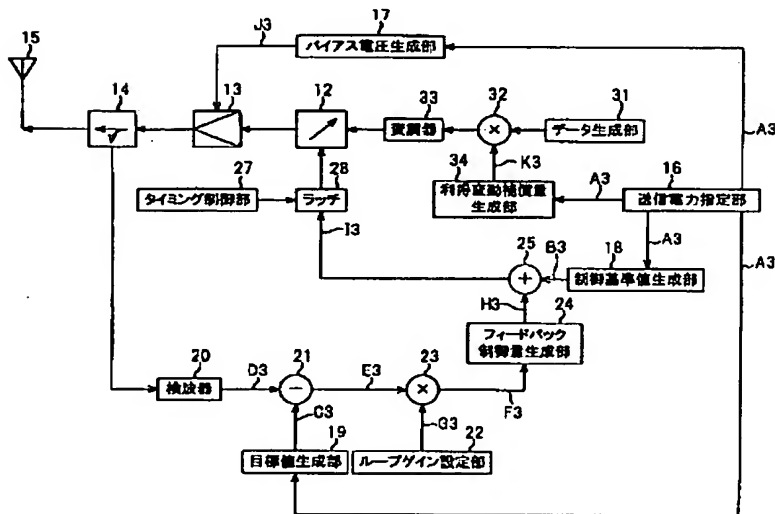 J3
17
バイアス電圧生成部
15
14
13
12
33
変調器
32
31
データ生成部
A3
27
タイミング制御部
28
ラッチ
34
K3
利得変動補償量
生成部
A3
16
送信電力指定部
I3
25
B3
A3
18
制御基準値生成部
A3
H3
24
フィードバック
制御量生成部
20
検波器
D3
21
E3
23
F3
C3
19
目標値生成部
G3
22
ループゲイン設定部